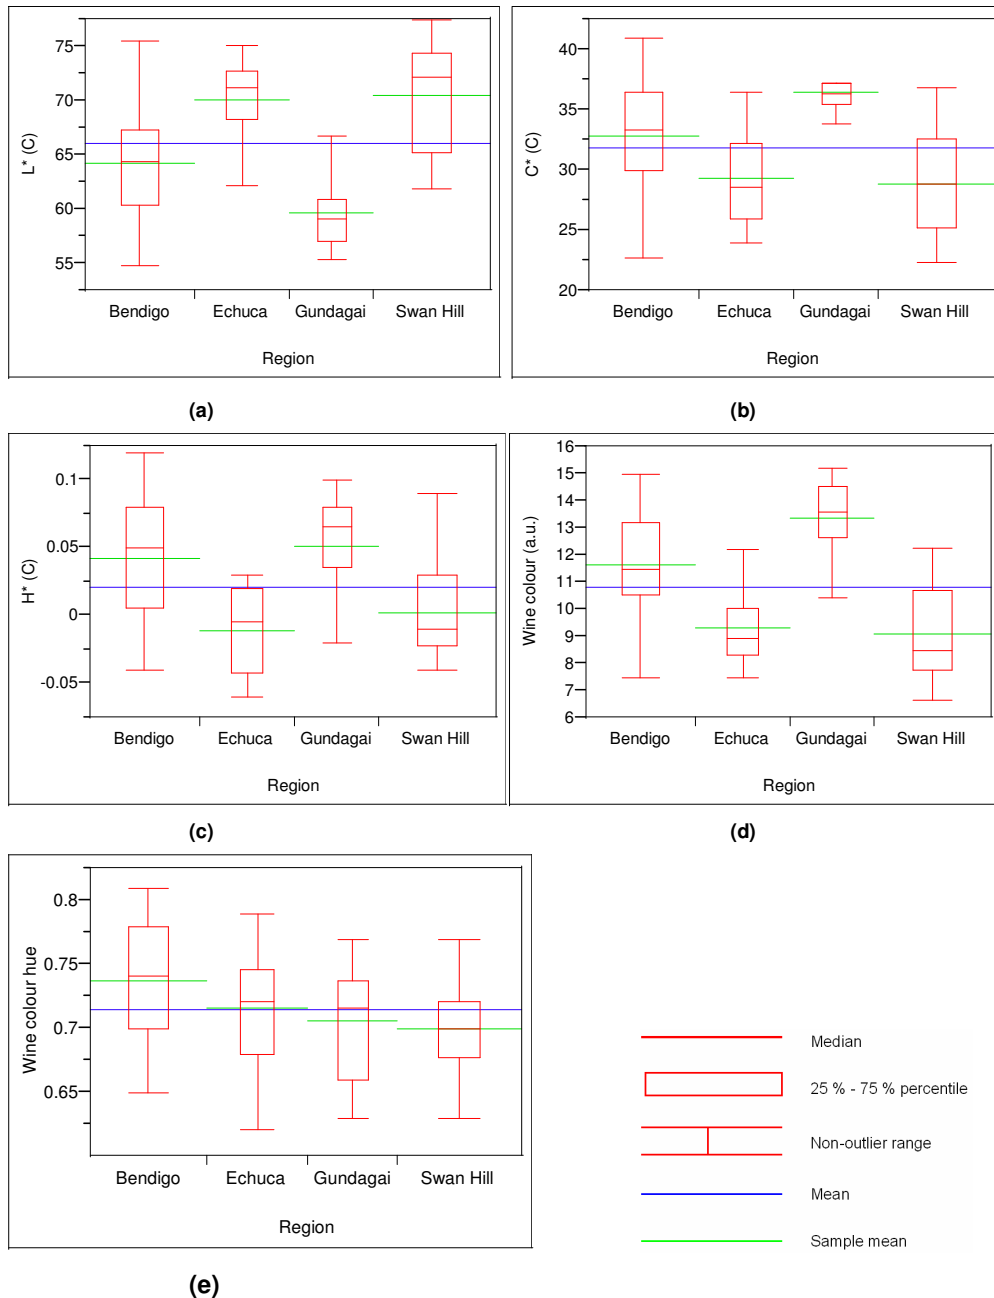 75
70
65
60
55
L* (C)
Bendigo Echuca Gundagai Swan Hill
Region
(a)
40
35
30
25
20
C* (C)
Bendigo Echuca Gundagai Swan Hill
Region
(b)
0.1
0.05
0
-0.05
H* (C)
Bendigo Echuca Gundagai Swan Hill
Region
(c)
16
15
14
13
12
11
10
9
8
7
6
Wine colour (a.u.)
Bendigo Echuca Gundagai Swan Hill
Region
(d)
0.8
0.75
0.7
0.65
Wine colour hue
Bendigo Echuca Gundagai Swan Hill
Region
(e)
Median
25 % - 75 % percentile
Non-outlier range
Mean
Sample mean